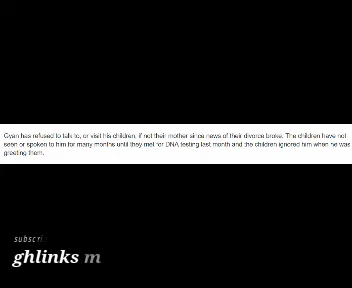 Gyan has refused to talk to, or visit his children, if not their mother since news of their divorce broke. The children have not
seen or spoken to him for many months until they met for DNA testing last month and the children ignored him when he was
greeting them.
subscri
ghlinks m